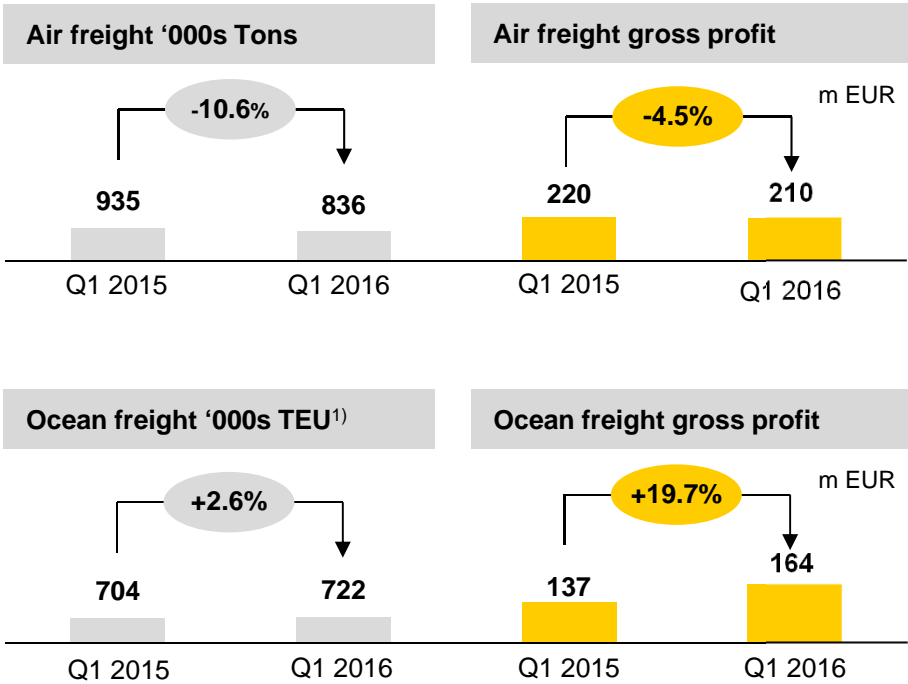 Air freight ‘000s Tons
-10.6%
935
836
Q1 2015
Q1 2016
Air freight gross profit
m EUR
-4.5%
220
210
Q1 2015
Q1 2016
Ocean freight ‘000s TEU1)
+2.6%
704
722
Q1 2015
Q1 2016
Ocean freight gross profit
m EUR
+19.7%
137
164
Q1 2015
Q1 2016